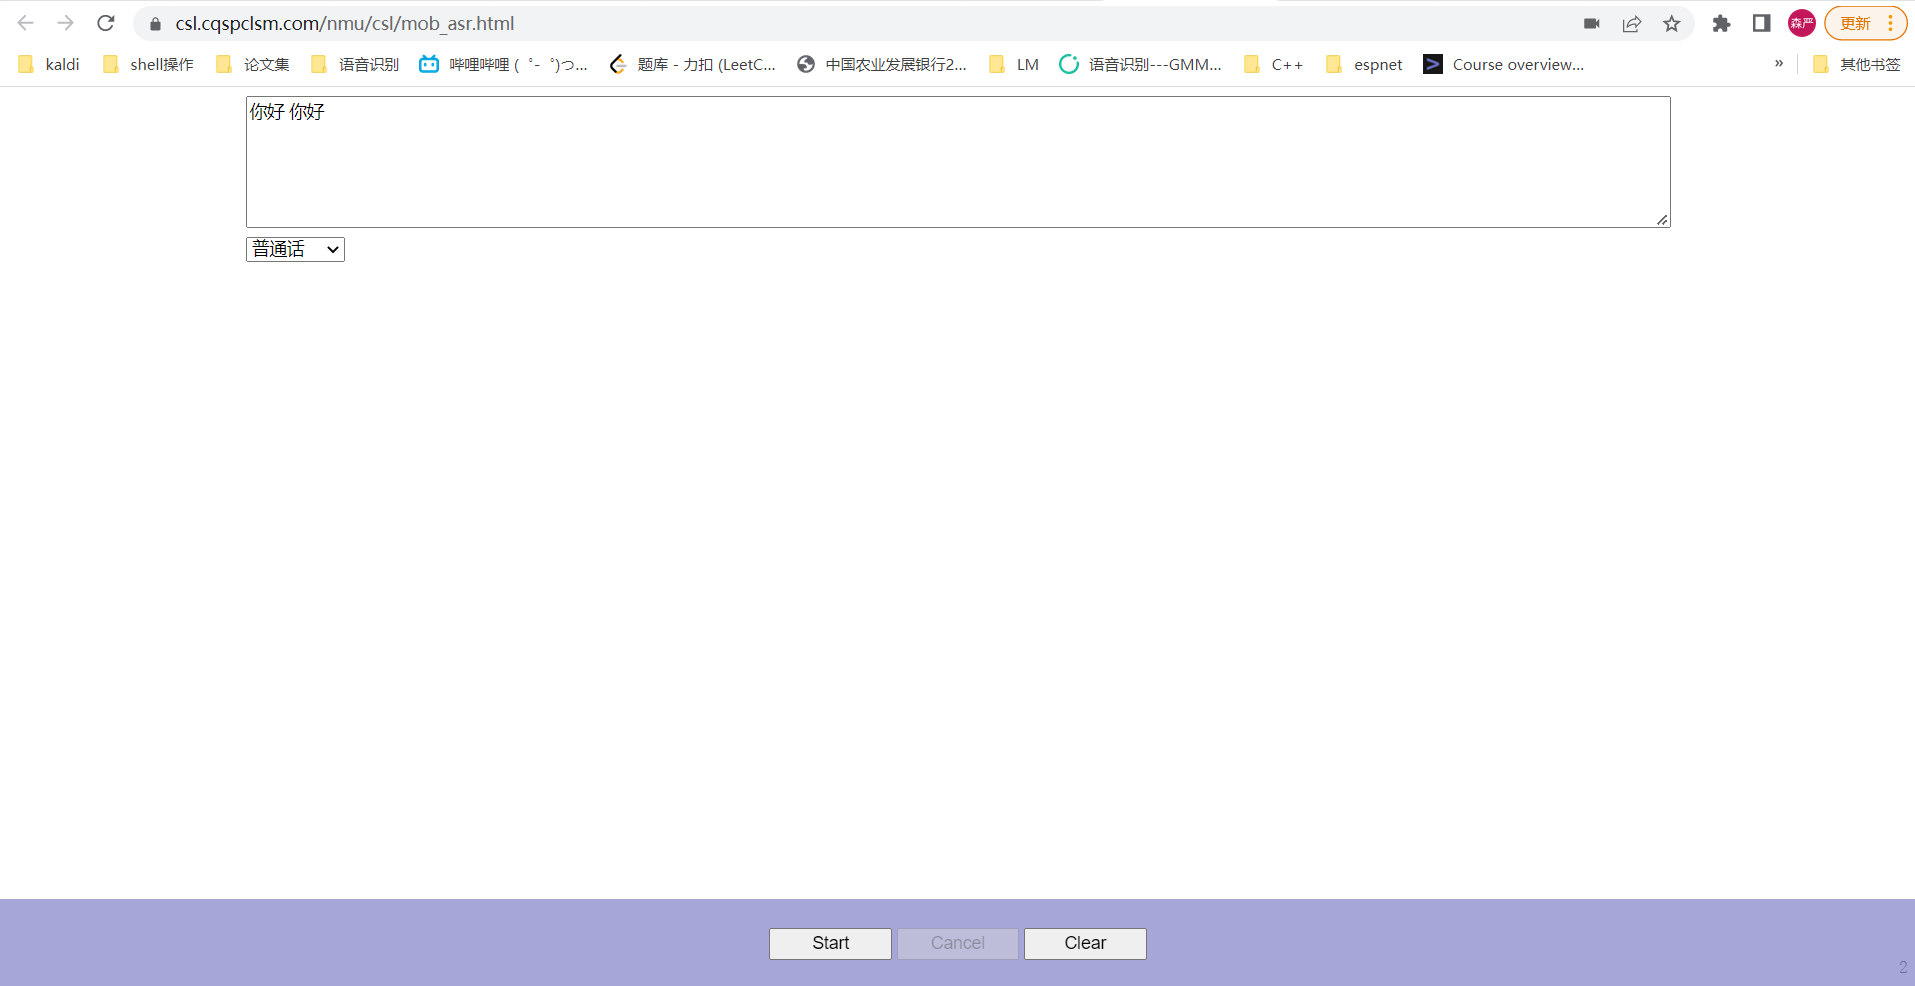 csl.cqspclsm.com/nmu/csl/mob_asr.html
森严
更新
kaldi shell操作 论文集 语音识别 哔哩哔哩 (゜-゜)つ... 题库 - 力扣 (LeetC... 中国农业发展银行2... LM 语音识别---GMM... C++ espnet Course overview... » 其他书签
你好 你好
普通话
Start Cancel Clear
2